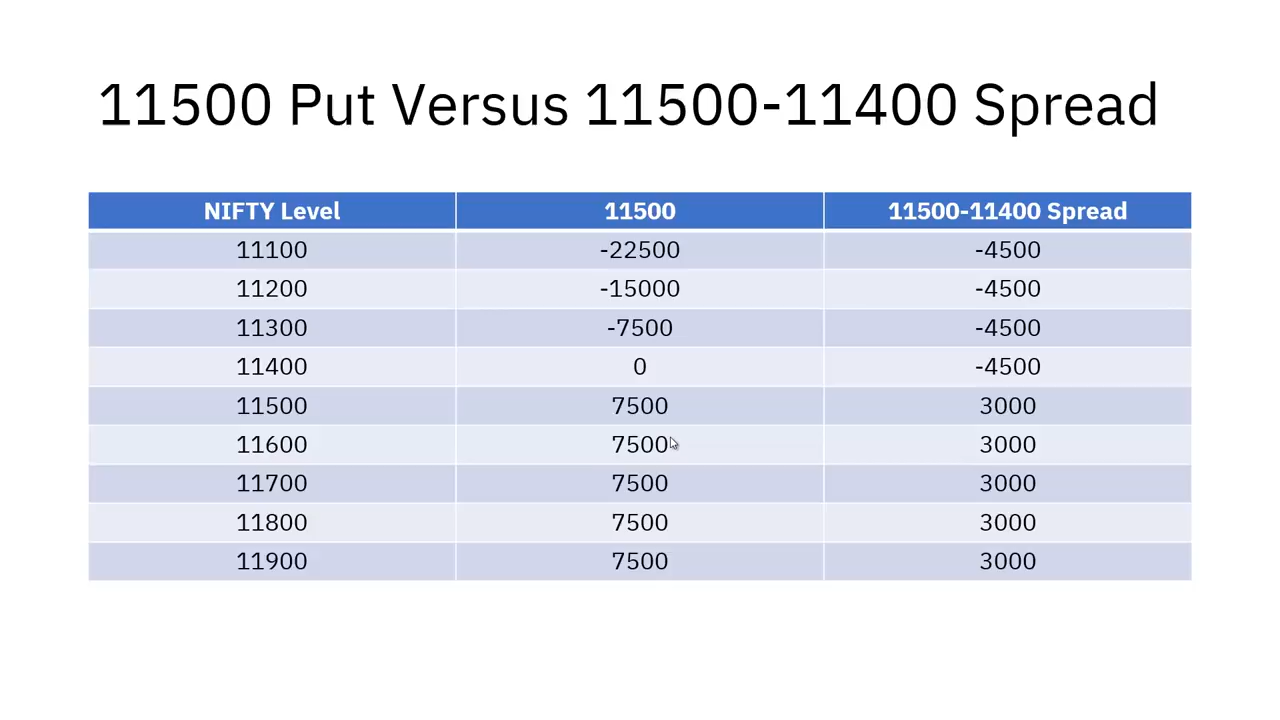 11500 Put Versus 11500-11400 Spread
NIFTY Level 11500 11500-11400 Spread
11100 -22500 -4500
11200 -15000 -4500
11300 -7500 -4500
11400 0 -4500
11500 7500 3000
11600 7500 3000
11700 7500 3000
11800 7500 3000
11900 7500 3000